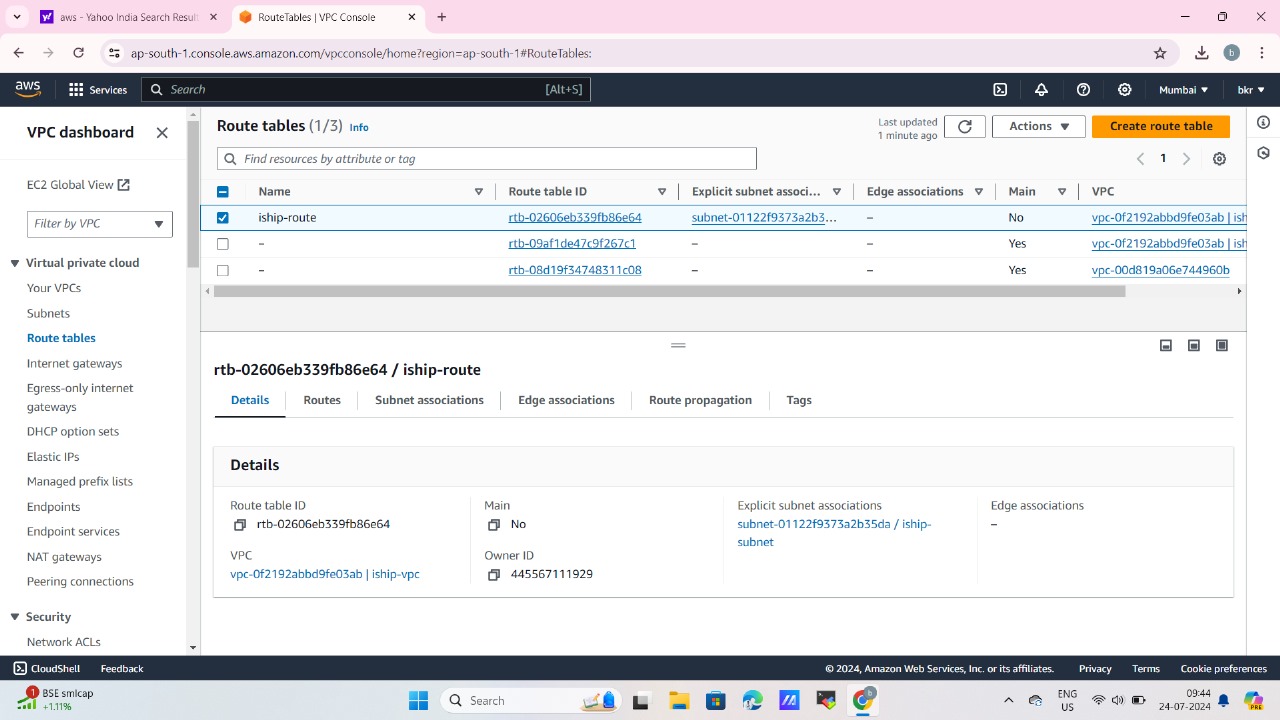 aws - Yahoo India Search Result
RouteTables | VPC Console
ap-south-1.console.aws.amazon.com/vpcconsole/home?region=ap-south-1#RouteTables:
b
aws
Services
Search
[Alt+S]
Mumbai
bkr
VPC dashboard
EC2 Global View
Filter by VPC
Virtual private cloud
Your VPCs
Subnets
Route tables
Internet gateways
Egress-only internet
gateways
DHCP option sets
Elastic IPs
Managed prefix lists
Endpoints
Endpoint services
NAT gateways
Peering connections
Security
Network ACLs
Route tables (1/3) Info
Last updated
1 minute ago
Actions
Create route table
Find resources by attribute or tag
1
Name Route table ID Explicit subnet associ... Edge associations Main VPC
iship-route rtb-02606eb339fb86e64 subnet-01122f9373a2b3... – No vpc-0f2192abbd9fe03ab | ish
– rtb-09af1de47c9f267c1 – – Yes vpc-0f2192abbd9fe03ab | ish
– rtb-08d19f34748311c08 – – Yes vpc-00d819a06e744960b
rtb-02606eb339fb86e64 / iship-route
Details Routes Subnet associations Edge associations Route propagation Tags
Details
Route table ID
rtb-02606eb339fb86e64
VPC
vpc-0f2192abbd9fe03ab | iship-vpc
Main
No
Owner ID
445567111929
Explicit subnet associations
subnet-01122f9373a2b35da / iship-
subnet
Edge associations
–
CloudShell Feedback
© 2024, Amazon Web Services, Inc. or its affiliates. Privacy Terms Cookie preferences
1
BSE smlcap
+1.11%
Search
b
ENG
US
09:44
24-07-2024
PRE